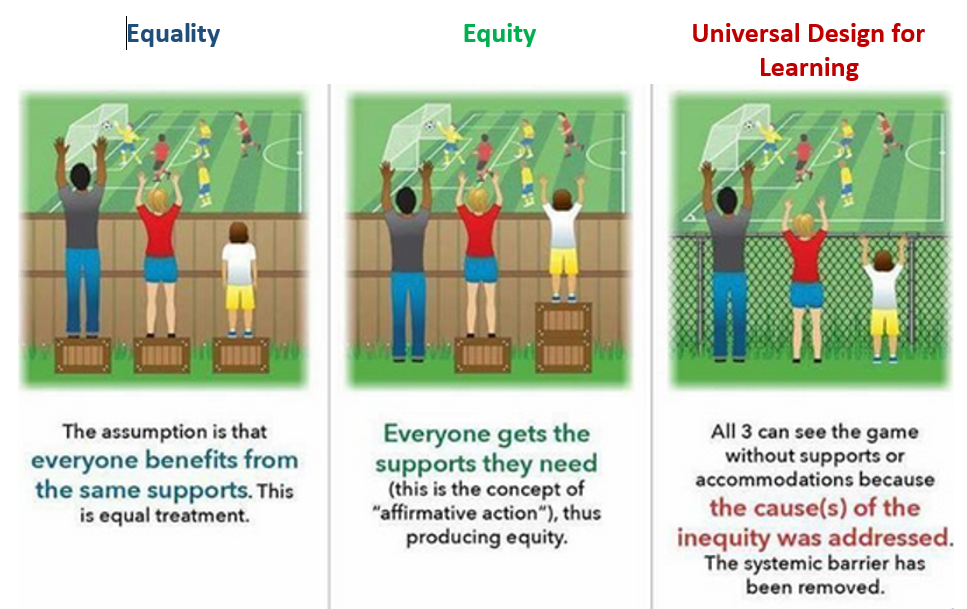 Equality
The assumption is that
everyone benefits from
the same supports. This
is equal treatment.
Equity
Everyone gets the
supports they need
(this is the concept of
"affirmative action"), thus
producing equity.
Universal Design for
Learning
All 3 can see the game
without supports or
accommodations because
the cause(s) of the
inequity was addressed.
The systemic barrier has
been removed.